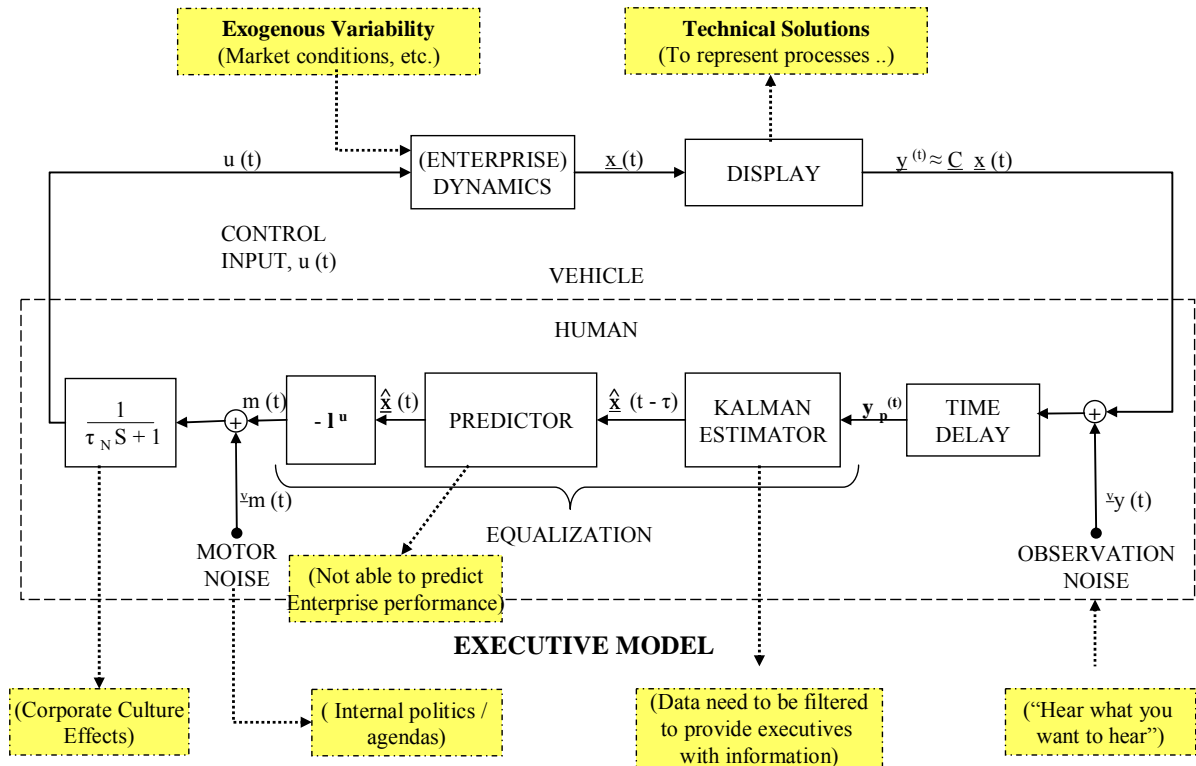 Exogenous Variability
(Market conditions, etc.)
Technical Solutions
(To represent processes ..)
u (t)
(ENTERPRISE)
DYNAMICS
x (t)
DISPLAY
y (t) ≈ C x (t)
CONTROL
INPUT, u (t)
VEHICLE
HUMAN
1
τ N S + 1
m (t)
+
- l u
x̂ (t)
PREDICTOR
x̂ (t - τ)
KALMAN
ESTIMATOR
y p (t)
TIME
DELAY
+
v m (t)
v y (t)
EQUALIZATION
MOTOR
NOISE
OBSERVATION
NOISE
(Not able to predict
Enterprise performance)
EXECUTIVE MODEL
(Corporate Culture
Effects)
( Internal politics /
agendas)
(Data need to be filtered
to provide executives
with information)
(“Hear what you
want to hear”)